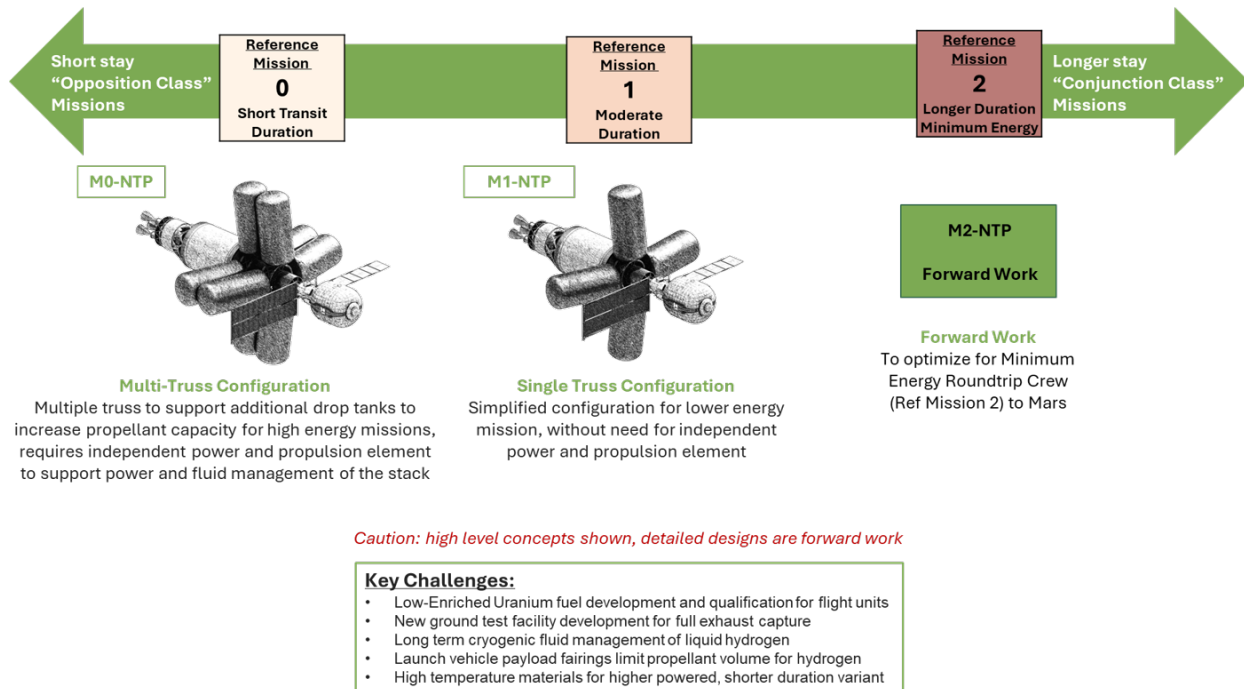 Short stay
“Opposition Class”
Missions
Reference
Mission
0
Short Transit
Duration
Reference
Mission
1
Moderate
Duration
Reference
Mission
2
Longer Duration
Minimum Energy
Longer stay
“Conjunction Class”
Missions
M0-NTP
Multi-Truss Configuration
Multiple truss to support additional drop tanks to
increase propellant capacity for high energy missions,
requires independent power and propulsion element
to support power and fluid management of the stack
M1-NTP
Single Truss Configuration
Simplified configuration for lower energy
mission, without need for independent
power and propulsion element
M2-NTP
Forward Work
Forward Work
To optimize for Minimum
Energy Roundtrip Crew
(Ref Mission 2) to Mars
Caution: high level concepts shown, detailed designs are forward work
Key Challenges:
• Low-Enriched Uranium fuel development and qualification for flight units
• New ground test facility development for full exhaust capture
• Long term cryogenic fluid management of liquid hydrogen
• Launch vehicle payload fairings limit propellant volume for hydrogen
• High temperature materials for higher powered, shorter duration variant